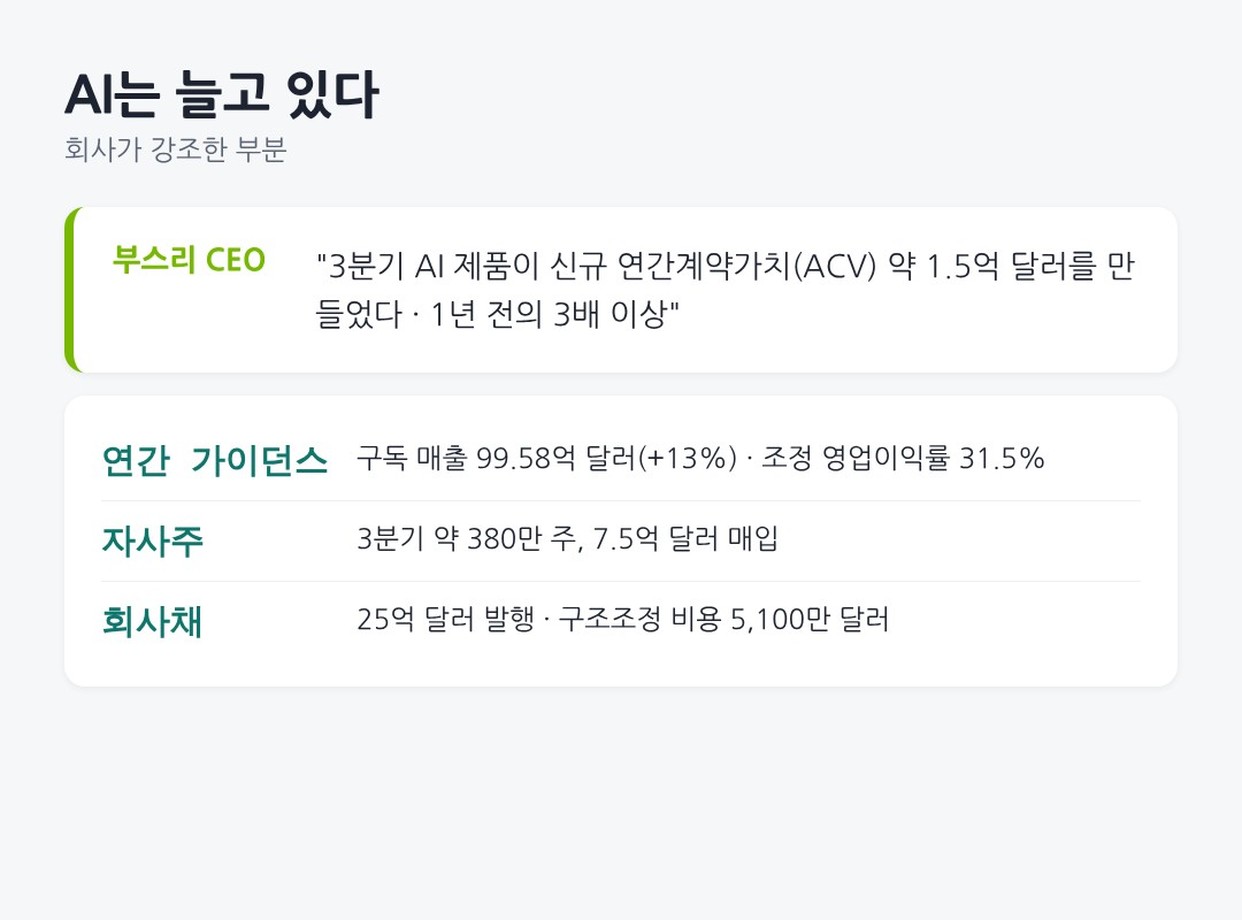 AI는 늘고 있다
회사가 강조한 부분
부스리 CEO
"3분기 AI 제품이 신규 연간계약가치(ACV) 약 1.5억 달러를 만
들었다 · 1년 전의 3배 이상"
연간 가이던스 구독 매출 99.58억 달러(+13%) · 조정 영업이익률 31.5%
자사주 3분기 약 380만 주, 7.5억 달러 매입
회사채 25억 달러 발행 · 구조조정 비용 5,100만 달러